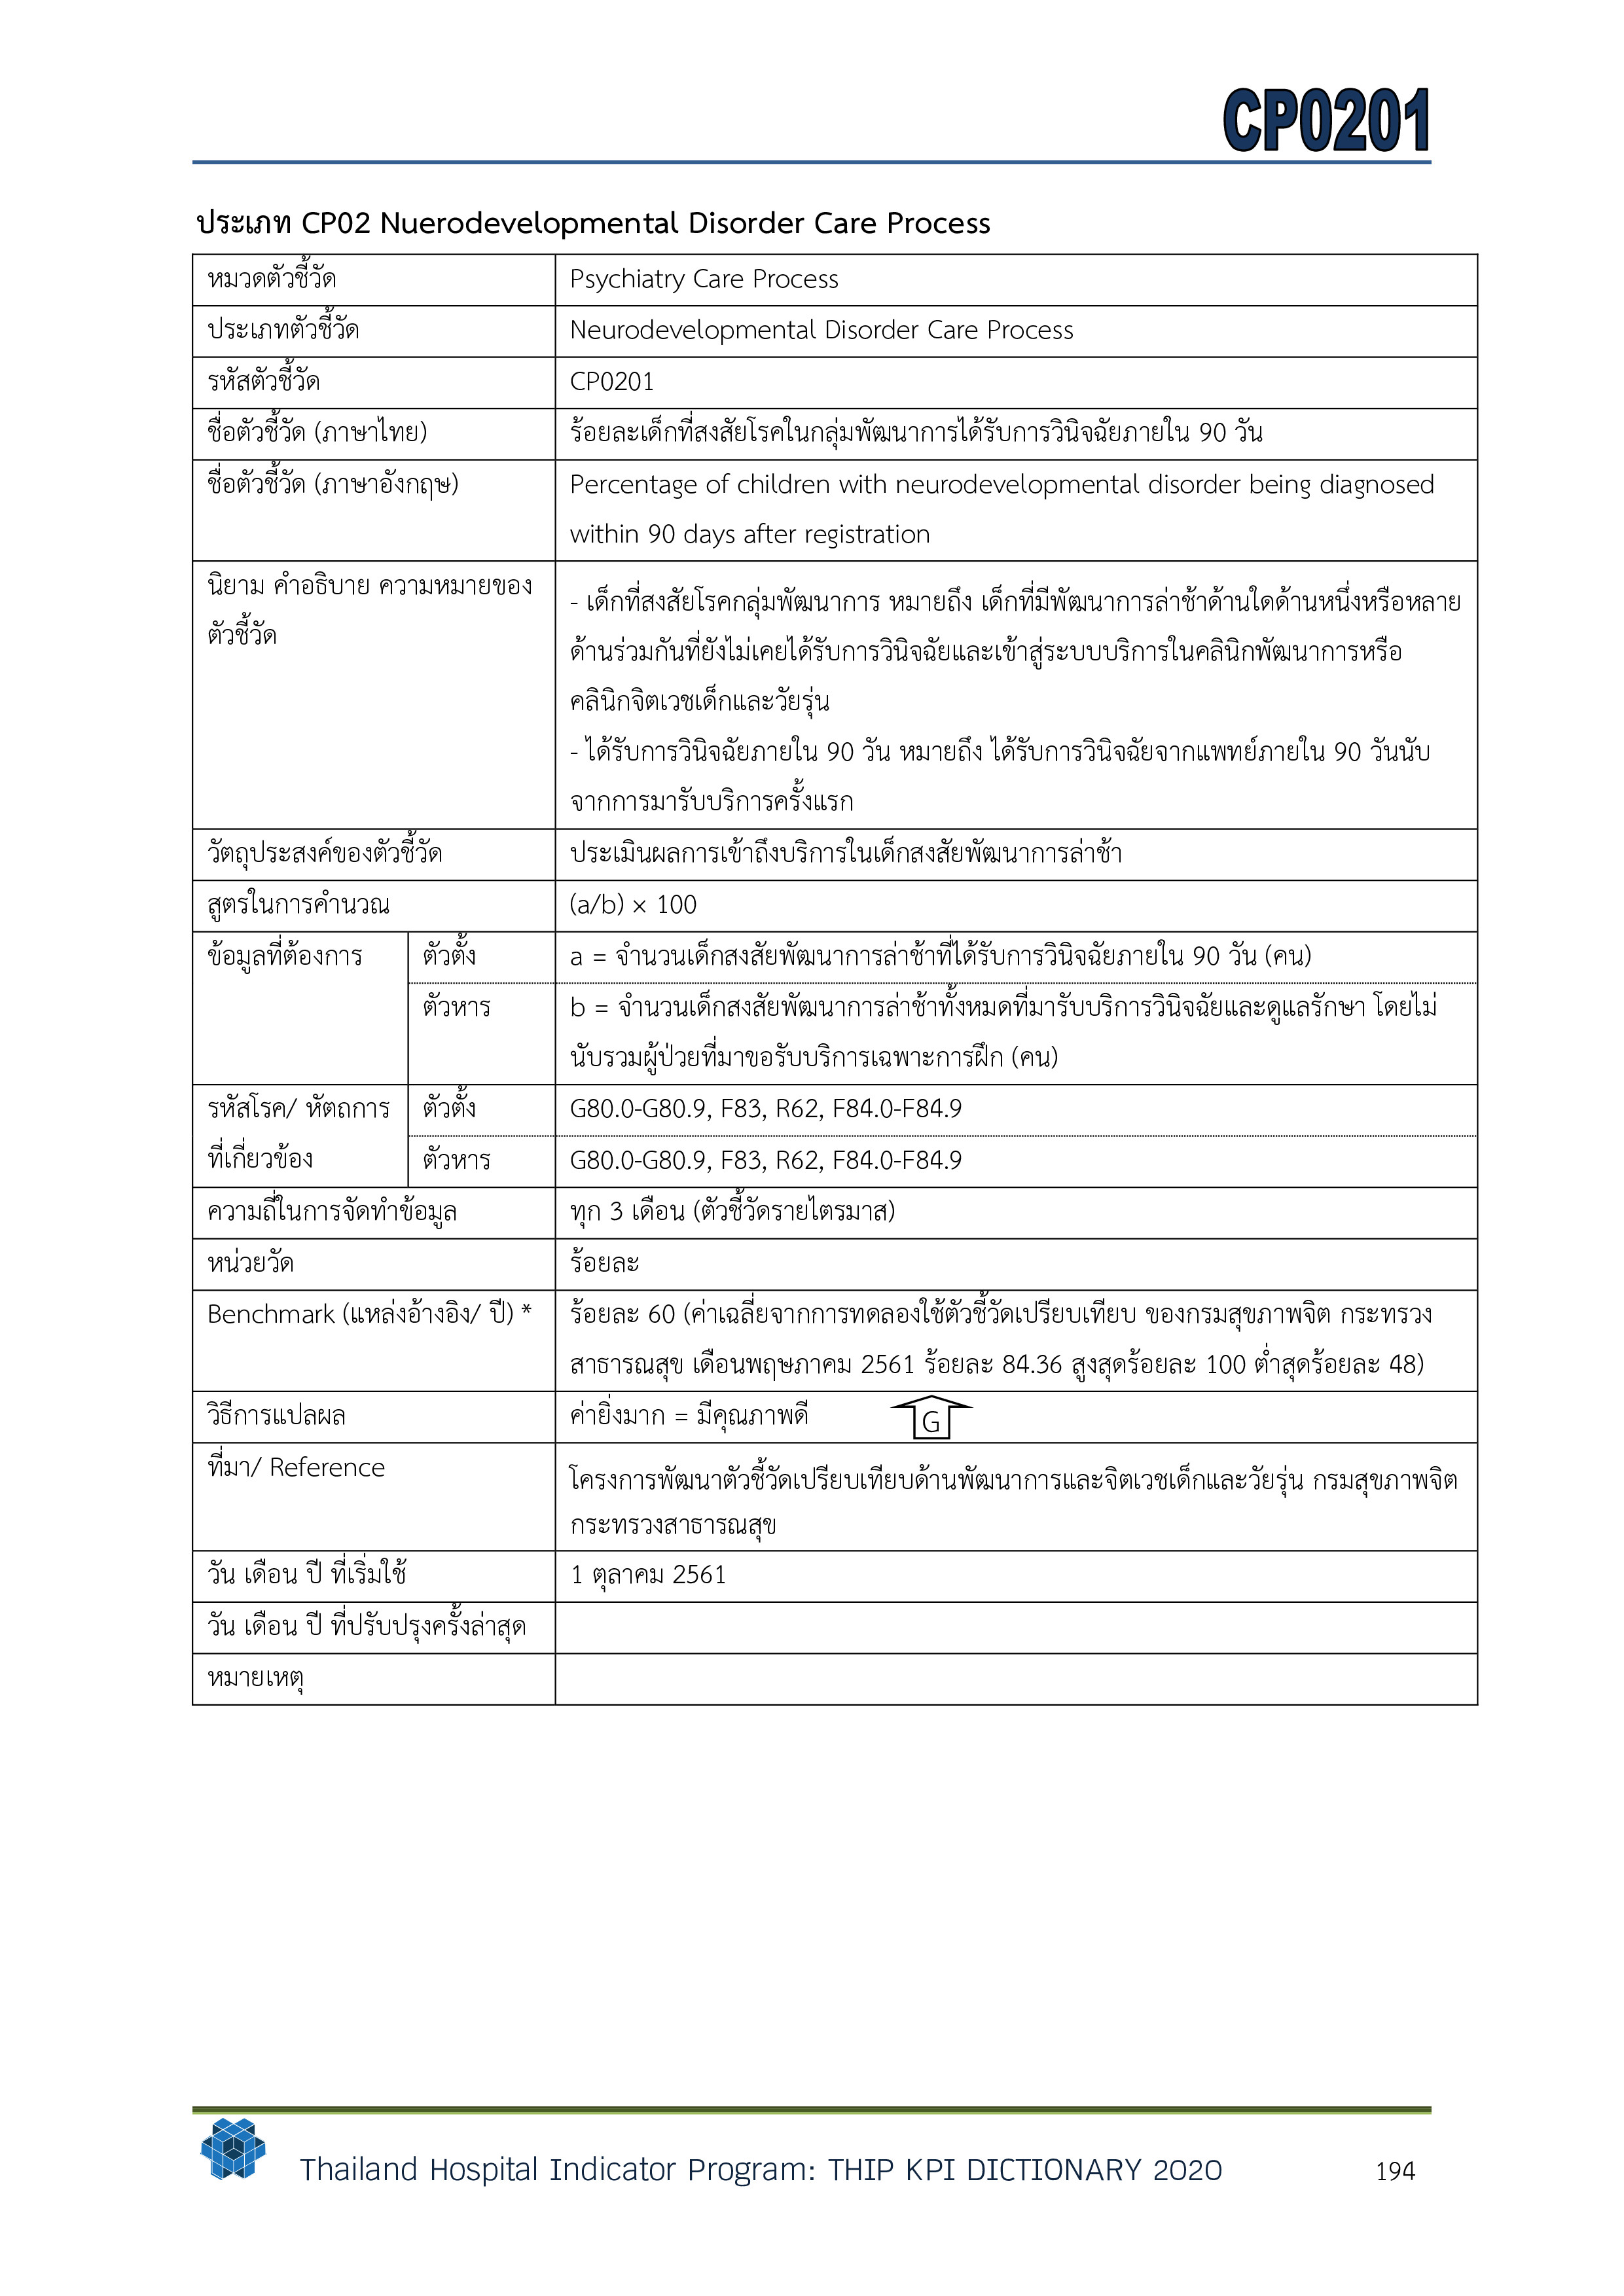 CP0201
ประเภท CP02 Nuerodevelopmental Disorder Care Process
หมวดตัวชี้วัด Psychiatry Care Process
ประเภทตัวชี้วัด Neurodevelopmental Disorder Care Process
รหัสตัวชี้วัด CP0201
ชื่อตัวชี้วัด (ภาษาไทย) ร้อยละเด็กที่สงสัยโรคในกลุ่มพัฒนาการได้รับการวินิจฉัยภายใน 90 วัน
ชื่อตัวชี้วัด (ภาษาอังกฤษ) Percentage of children with neurodevelopmental disorder being diagnosed
within 90 days after registration
นิยาม คำอธิบาย ความหมายของ
ตัวชี้วัด
- เด็กที่สงสัยโรคกลุ่มพัฒนาการ หมายถึง เด็กที่มีพัฒนาการล่าช้าด้านใดด้านหนึ่งหรือหลาย
ด้านร่วมกันที่ยังไม่เคยได้รับการวินิจฉัยและเข้าสู่ระบบบริการในคลินิกพัฒนาการหรือ
คลินิกจิตเวชเด็กและวัยรุ่น
- ได้รับการวินิจฉัยภายใน 90 วัน หมายถึง ได้รับการวินิจฉัยจากแพทย์ภายใน 90 วันนับ
จากการมารับบริการครั้งแรก
วัตถุประสงค์ของตัวชี้วัด ประเมินผลการเข้าถึงบริการในเด็กสงสัยพัฒนาการล่าช้า
สูตรในการคำนวณ (a/b) × 100
ข้อมูลที่ต้องการ ตัวตั้ง a = จำนวนเด็กสงสัยพัฒนาการล่าช้าที่ได้รับการวินิจฉัยภายใน 90 วัน (คน)
ตัวหาร b = จำนวนเด็กสงสัยพัฒนาการล่าช้าทั้งหมดที่มารับบริการวินิจฉัยและดูแลรักษา โดยไม่
นับรวมผู้ป่วยที่มาขอรับบริการเฉพาะการฝึก (คน)
รหัสโรค/ หัตถการ ตัวตั้ง G80.0-G80.9, F83, R62, F84.0-F84.9
ที่เกี่ยวข้อง ตัวหาร G80.0-G80.9, F83, R62, F84.0-F84.9
ความถี่ในการจัดทำข้อมูล ทุก 3 เดือน (ตัวชี้วัดรายไตรมาส)
หน่วยวัด ร้อยละ
Benchmark (แหล่งอ้างอิง/ ปี) * ร้อยละ 60 (ค่าเฉลี่ยจากการทดลองใช้ตัวชี้วัดเปรียบเทียบ ของกรมสุขภาพจิต กระทรวง
สาธารณสุข เดือนพฤษภาคม 2561 ร้อยละ 84.36 สูงสุดร้อยละ 100 ต่ำสุดร้อยละ 48)
วิธีการแปลผล ค่ายิ่งมาก = มีคุณภาพดี G
ที่มา/ Reference โครงการพัฒนาตัวชี้วัดเปรียบเทียบด้านพัฒนาการและจิตเวชเด็กและวัยรุ่น กรมสุขภาพจิต
กระทรวงสาธารณสุข
วัน เดือน ปี ที่เริ่มใช้ 1 ตุลาคม 2561
วัน เดือน ปี ที่ปรับปรุงครั้งล่าสุด
หมายเหตุ
Thailand Hospital Indicator Program: THIP KPI DICTIONARY 2020 194